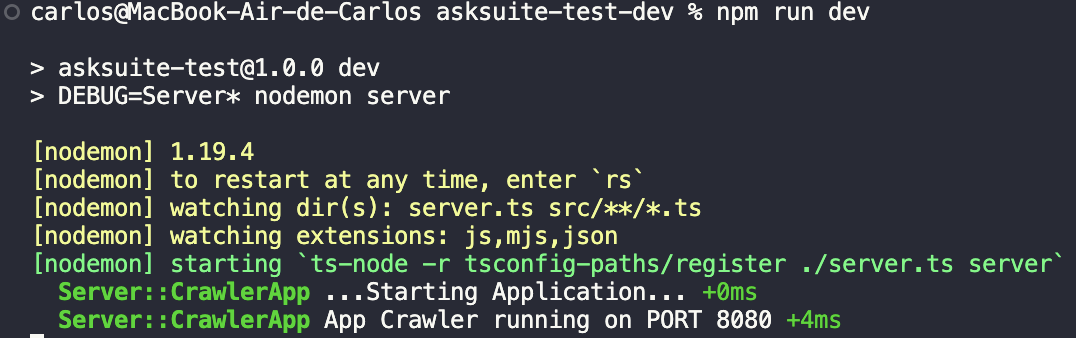 carlos@MacBook-Air-de-Carlos asksuite-test-dev % npm run dev
> asksuite-test@1.0.0 dev
> DEBUG=Server* nodemon server
[nodemon] 1.19.4
[nodemon] to restart at any time, enter `rs`
[nodemon] watching dir(s): server.ts src/**/*.ts
[nodemon] watching extensions: js,mjs,json
[nodemon] starting `ts-node -r tsconfig-paths/register ./server.ts server`
Server::CrawlerApp ...Starting Application... +0ms
Server::CrawlerApp App Crawler running on PORT 8080 +4ms